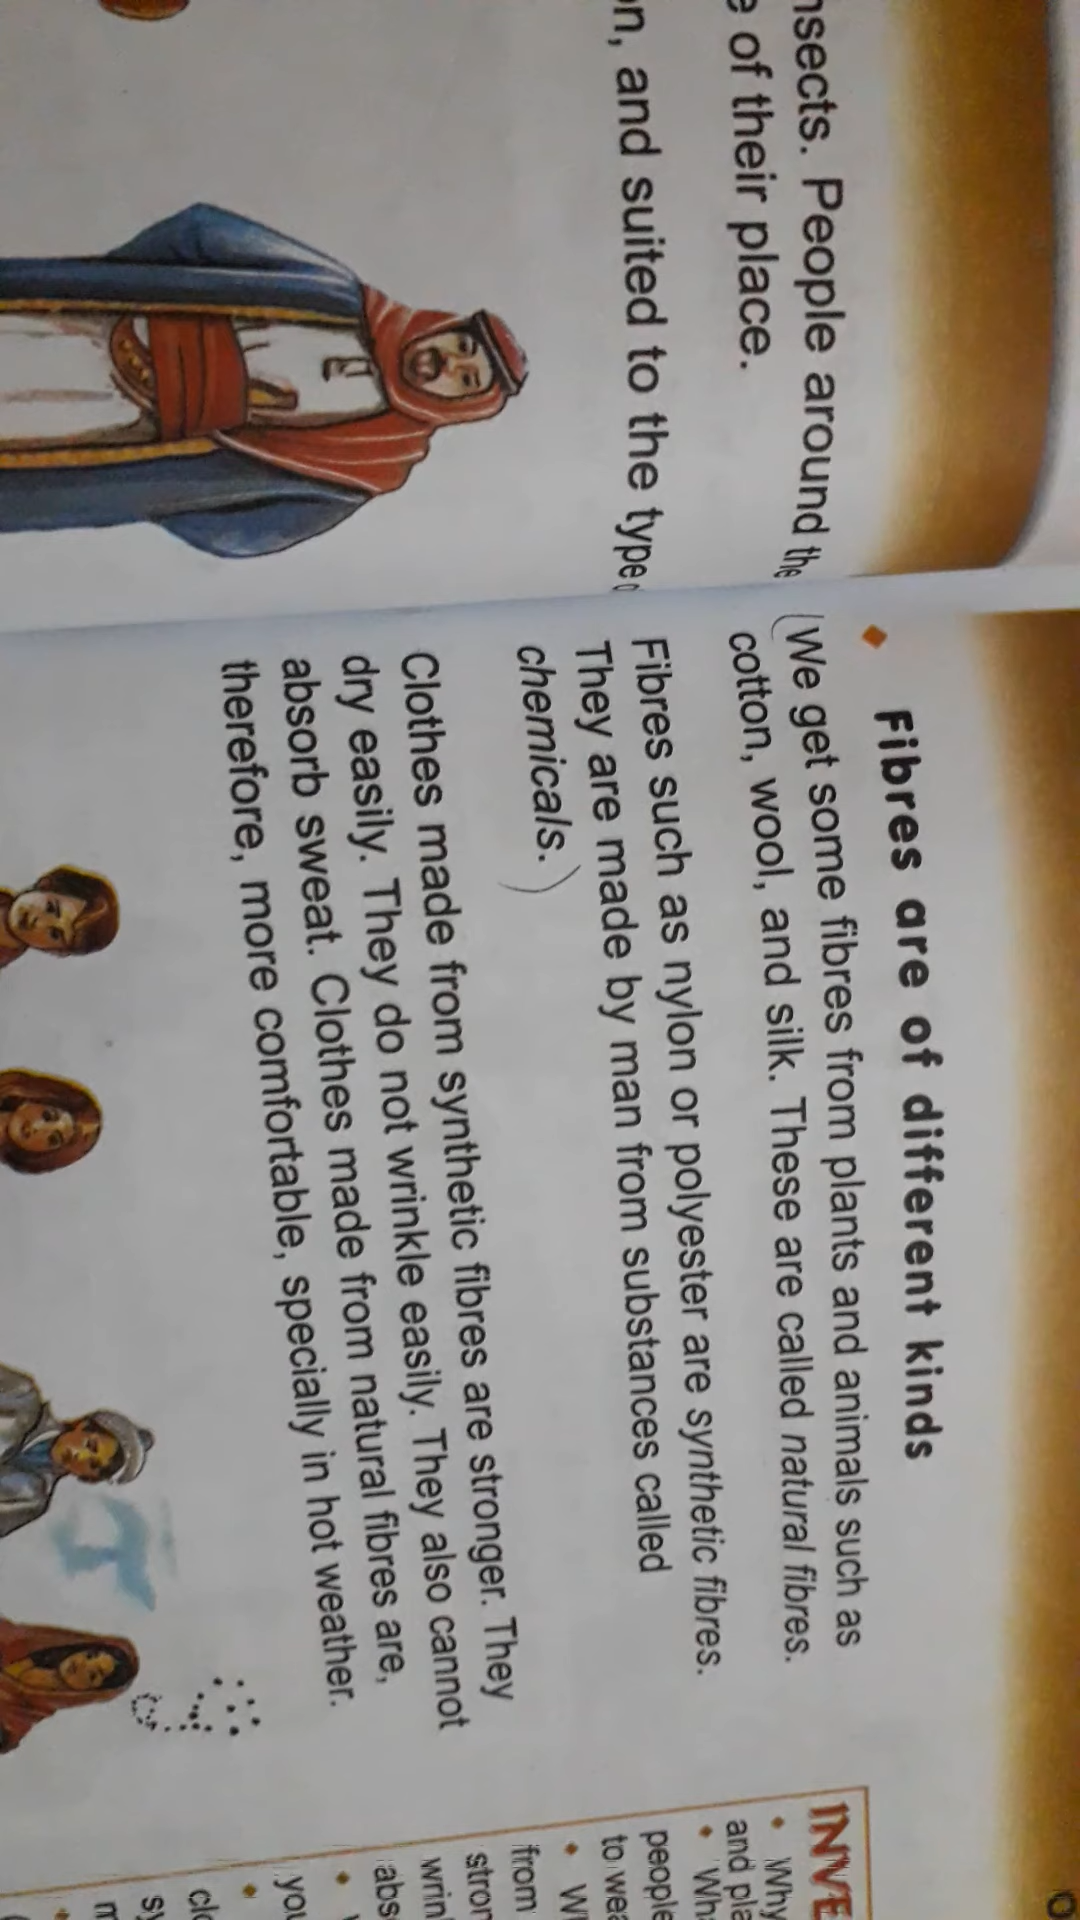 nsects. People around the
e of their place.
n, and suited to the type
Fibres are of different kinds
(We get some fibres from plants and animals such as
cotton, wool, and silk. These are called natural fibres.
Fibres such as nylon or polyester are synthetic fibres.
They are made by man from substances called
chemicals.)
Clothes made from synthetic fibres are stronger. They
dry easily. They do not wrinkle easily. They also cannot
absorb sweat. Clothes made from natural fibres are,
therefore, more comfortable, specially in hot weather.
INVE
• Why
and pla
• Wh
people
to wea
• W
from
stron
wrin
abs
you
clo
sy
m